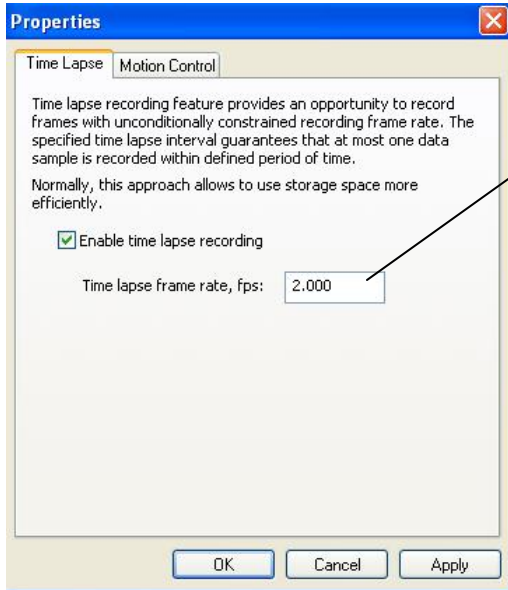 Properties
Time Lapse Motion Control
Time lapse recording feature provides an opportunity to record
frames with unconditionally constrained recording frame rate. The
specified time lapse interval guarantees that at most one data
sample is recorded within defined period of time.
Normally, this approach allows to use storage space more
efficiently.
Enable time lapse recording
Time lapse frame rate, fps: 2.000
OK Cancel Apply